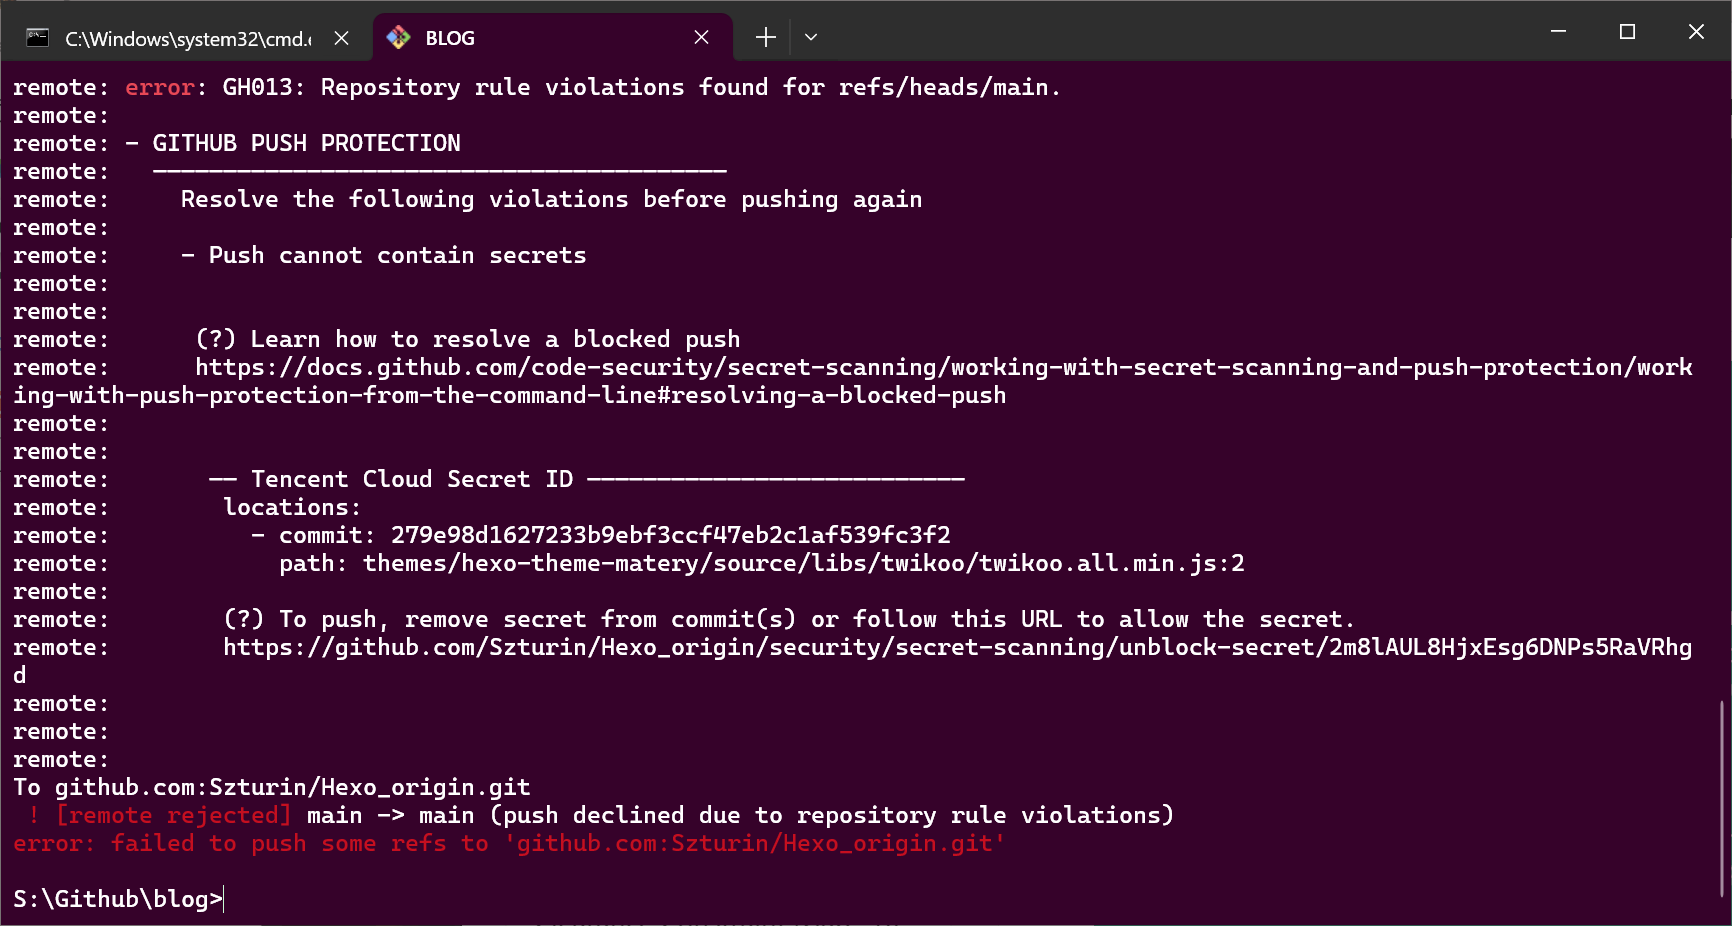 C:\Windows\system32\cmd.e
BLOG
remote: error: GH013: Repository rule violations found for refs/heads/main.
remote:
remote: - GITHUB PUSH PROTECTION
remote:   —————————————————————————————————————————
remote:     Resolve the following violations before pushing again
remote:
remote:     - Push cannot contain secrets
remote:
remote:
remote:      (?) Learn how to resolve a blocked push
remote:      https://docs.github.com/code-security/secret-scanning/working-with-secret-scanning-and-push-protection/work
ing-with-push-protection-from-the-command-line#resolving-a-blocked-push
remote:
remote:
remote:       —— Tencent Cloud Secret ID ———————————————————————————
remote:        locations:
remote:          - commit: 279e98d1627233b9ebf3ccf47eb2c1af539fc3f2
remote:            path: themes/hexo-theme-matery/source/libs/twikoo/twikoo.all.min.js:2
remote:
remote:        (?) To push, remove secret from commit(s) or follow this URL to allow the secret.
remote:        https://github.com/Szturin/Hexo_origin/security/secret-scanning/unblock-secret/2m8lAUL8HjxEsg6DNPs5RaVRhg
d
remote:
remote:
remote:
To github.com:Szturin/Hexo_origin.git
 ! [remote rejected] main -> main (push declined due to repository rule violations)
error: failed to push some refs to 'github.com:Szturin/Hexo_origin.git'
S:\Github\blog>